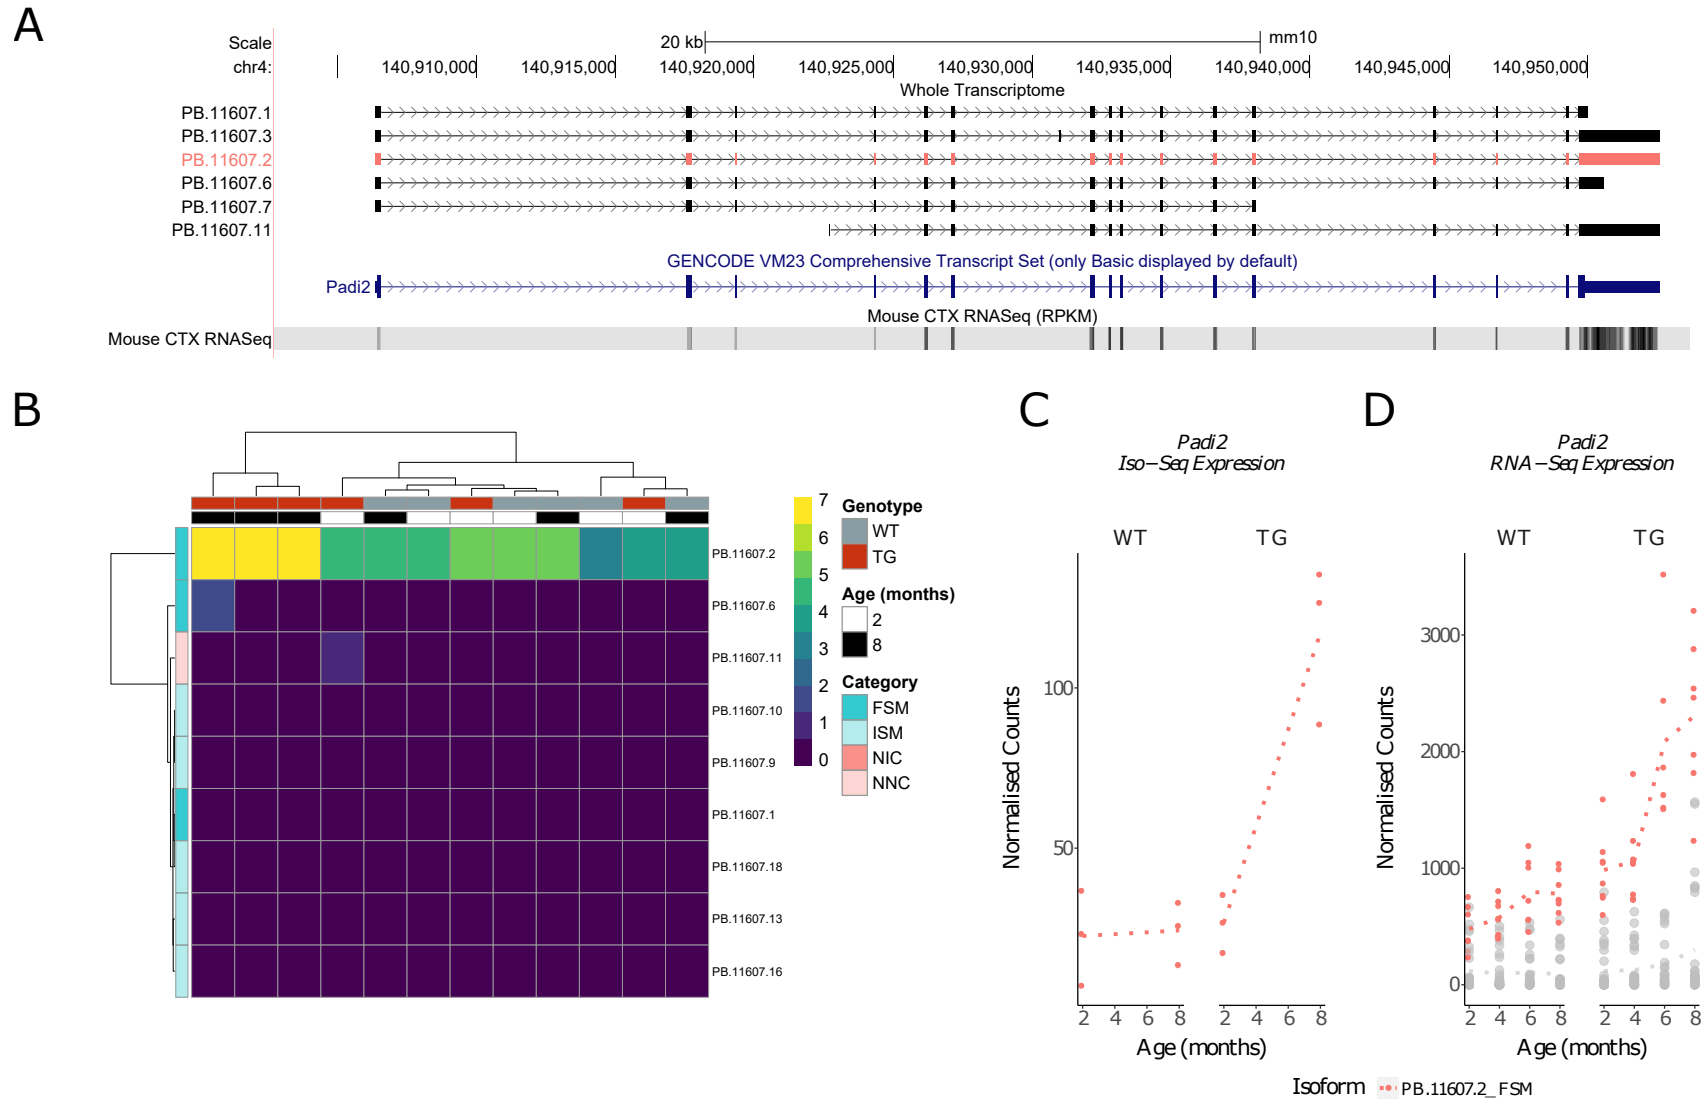 A
Scale
20 kb
mm10
chr4:
140,910,000
140,915,000
140,920,000
140,925,000
140,930,000
140,935,000
140,940,000
140,945,000
140,950,000
Whole Transcriptome
PB.11607.1
PB.11607.3
PB.11607.2
PB.11607.6
PB.11607.7
PB.11607.11
GENCODE VM23 Comprehensive Transcript Set (only Basic displayed by default)
Padi2
Mouse CTX RNASeq (RPKM)
Mouse CTX RNASeq
B
PB.11607.2
PB.11607.6
PB.11607.11
PB.11607.10
PB.11607.9
PB.11607.1
PB.11607.18
PB.11607.13
PB.11607.16
7
6
5
4
3
2
1
0
Genotype
WT
TG
Age (months)
2
8
Category
FSM
ISM
NIC
NNC
C
Padi2
Iso−Seq Expression
WT
TG
Normalised Counts
100
50
2 4 6 8
2 4 6 8
Age (months)
D
Padi2
RNA−Seq Expression
WT
TG
Normalised Counts
3000
2000
1000
0
2 4 6 8
2 4 6 8
Age (months)
Isoform
PB.11607.2_FSM